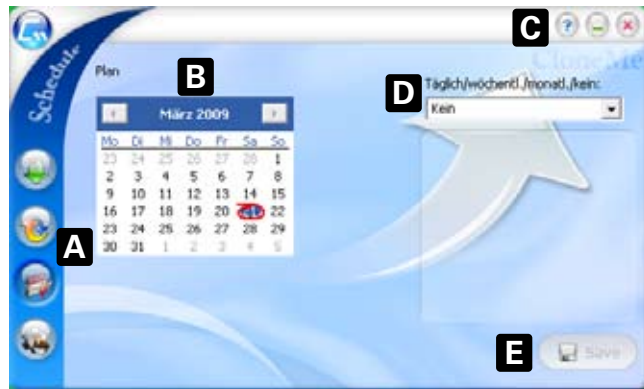 C
Schedule
CloneMe
Plan
B
D
Täglich/wöchentl./monatl./kein:
Kein
März 2009
Mo Di Mi Do Fr Sa So
23 24 25 26 27 28 1
2 3 4 5 6 7 8
9 10 11 12 13 14 15
16 17 18 19 20 22
23 24 25 26 27 28 29
30 31 1 2 3 4 5
A
E
Save